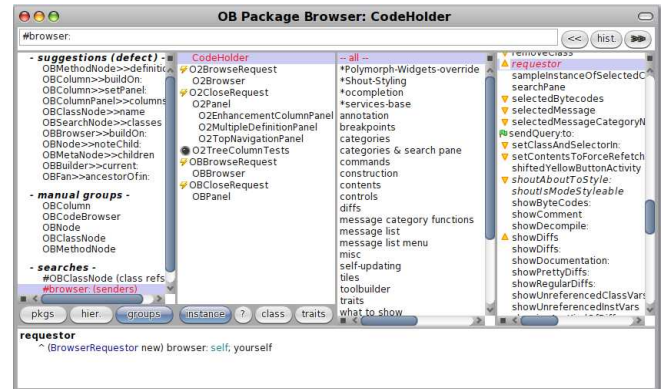 OB Package Browser: CodeHolder
#browser:
<< hist.
- suggestions (defect) -
OBMethodNode>>definitio
OBColumn>>buildOn:
OBColumn>>setPanel:
OBColumnPanel>>columns
OBClassNode>>name
OBSearchNode>>classes
OBBrowser>>buildOn:
OBNode>>noteChild:
OBMetaNode>>children
OBBuilder>>current:
OBFan>>ancestorOfin:
- manual groups -
OBColumn
OBCodeBrowser
OBNode
OBClassNode
OBMethodNode
- searches -
#OBClassNode (class refs
#browser: (senders)
CodeHolder
O2BrowseRequest
O2CloseRequest
O2Panel
O2EnhancementColumnPanel
O2MultipleDefinitionPanel
O2TopNavigationPanel
O2TreeColumnTests
OBBrowseRequest
OBBrowser
OBCloseRequest
OBPanel
-- all --
*Polymorph-Widgets-override
*Shout-Styling
*ocompletion
*services-base
annotation
breakpoints
categories
categories & search pane
commands
construction
contents
controls
diffs
message category functions
message list
message list menu
misc
self-updating
tiles
toolbuilder
traits
what to show
removeClass
requestor
sampleInstanceOfSelectedC
searchPane
selectedBytecodes
selectedMessage
selectedMessageCategoryN
sendQuery:to:
setClassAndSelectorIn:
setContentsToForceRefetch
shiftedYellowButtonActivity
shoutAboutToStyle:
shoutIsModeStyleable
showByteCodes:
showComment
showDecompile:
showDiffs
showDiffs:
showDocumentation:
showPrettyDiffs:
showRegularDiffs:
showUnreferencedClassVars
showUnreferencedInstVars
pkgs hier. groups instance ? class traits
requestor
^ (BrowserRequestor new) browser: self; yourself